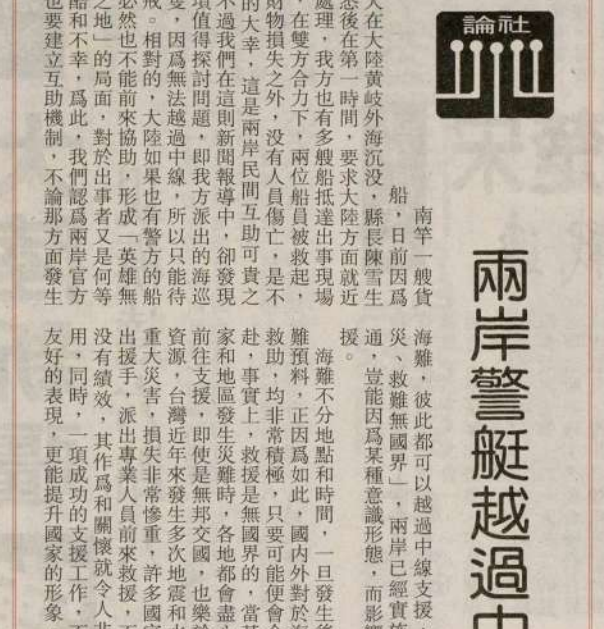 社論
兩岸警艇越過中
南竿一艘貨
船,日前因爲
人在大陸黃岐外海沉沒,縣長陳雪生
悉後在第一時間,要求大陸方面就近
處理,我方也有多艘船抵達出事現場
,在雙方合力下,兩位船員被救起,
財物損失之外,沒有人員傷亡,是不
的大幸,這是兩岸民間互助可貴之
不過我們在這則新聞報導中,卻發現
項值得探討問題,即我方派出的海巡
,因爲無法越過中線,所以只能待
戒。相對的,大陸如果也有警方的船
必然也不能前來協助,形成「英雄無
之地」的局面,對於出事者又是何等
酷和不幸,爲此,我們認爲兩岸官方
也要建立互助機制,不論那方面發生
海難,彼此都可以越過中線支援
災、救難無國界」,兩岸已經實施
通,豈能因爲某種意識形態,而影響
援。
海難不分地點和時間,一旦發生後
難預料,正因爲如此,國內外對於海
救助,均非常積極,只要可能便會
赴,事實上,救援是無國界的,當
家和地區發生災難時,各地都會盡
前往支援,即使是無邦交國,也樂於
資源,台灣近年來發生多次地震和
重大災害,損失非常慘重,許多國家
出援手,派出專業人員前來救援,
沒有績效,其作爲和關懷就令人非
用,同時,一項成功的支援工作,
友好的表現,更能提升國家的形象